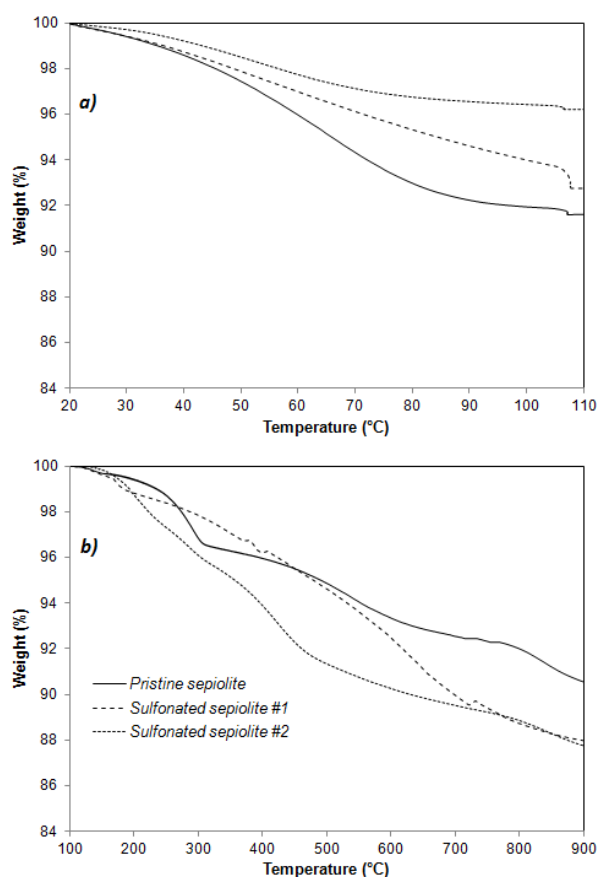 100
98
96
94
92
90
88
86
84
Weight (%)
a)
20 30 40 50 60 70 80 90 100 110
Temperature (°C)
100
98
96
94
92
90
88
86
84
Weight (%)
b)
Pristine sepiolite
Sulfonated sepiolite #1
Sulfonated sepiolite #2
100 200 300 400 500 600 700 800 900
Temperature (°C)